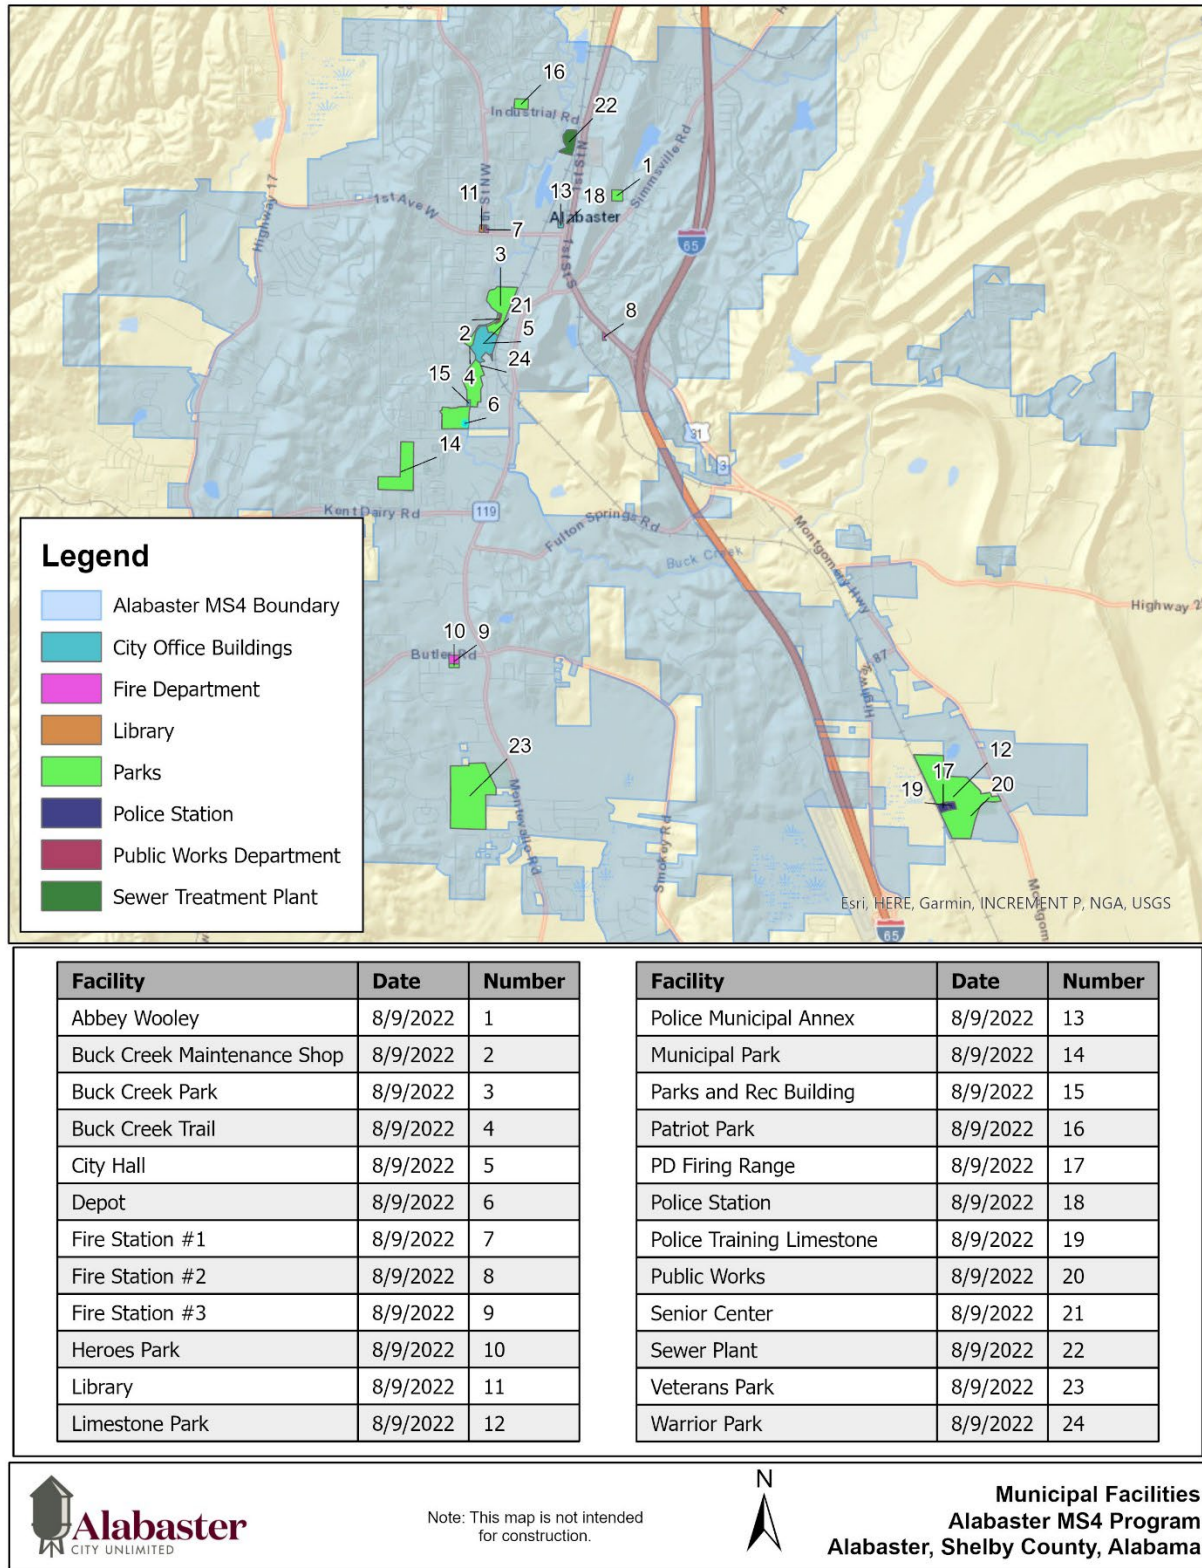 16
Industrial Rd
22
1st St N
Simmsville Rd
1
13
18
11
1st Ave W
7
Alabaster
Highway 17
65
1st St S
3
21
2
5
8
24
4
15
6
14
31
3
Kent Dairy Rd
119
Fulton Springs Rd
Buck Creek
Montgomery Hwy
Highway 2
10
9
Butler Rd
Highway 87
23
12
17
20
19
Montevallo Rd
Smokey Rd
Montgom
Esri, HERE, Garmin, INCREMENT P, NGA, USGS
65
Legend
Alabaster MS4 Boundary
City Office Buildings
Fire Department
Library
Parks
Police Station
Public Works Department
Sewer Treatment Plant
Facility Date Number
Abbey Wooley 8/9/2022 1
Buck Creek Maintenance Shop 8/9/2022 2
Buck Creek Park 8/9/2022 3
Buck Creek Trail 8/9/2022 4
City Hall 8/9/2022 5
Depot 8/9/2022 6
Fire Station #1 8/9/2022 7
Fire Station #2 8/9/2022 8
Fire Station #3 8/9/2022 9
Heroes Park 8/9/2022 10
Library 8/9/2022 11
Limestone Park 8/9/2022 12
Facility Date Number
Police Municipal Annex 8/9/2022 13
Municipal Park 8/9/2022 14
Parks and Rec Building 8/9/2022 15
Patriot Park 8/9/2022 16
PD Firing Range 8/9/2022 17
Police Station 8/9/2022 18
Police Training Limestone 8/9/2022 19
Public Works 8/9/2022 20
Senior Center 8/9/2022 21
Sewer Plant 8/9/2022 22
Veterans Park 8/9/2022 23
Warrior Park 8/9/2022 24
Alabaster
CITY UNLIMITED
Note: This map is not intended
for construction.
N
Municipal Facilities
Alabaster MS4 Program
Alabaster, Shelby County, Alabama